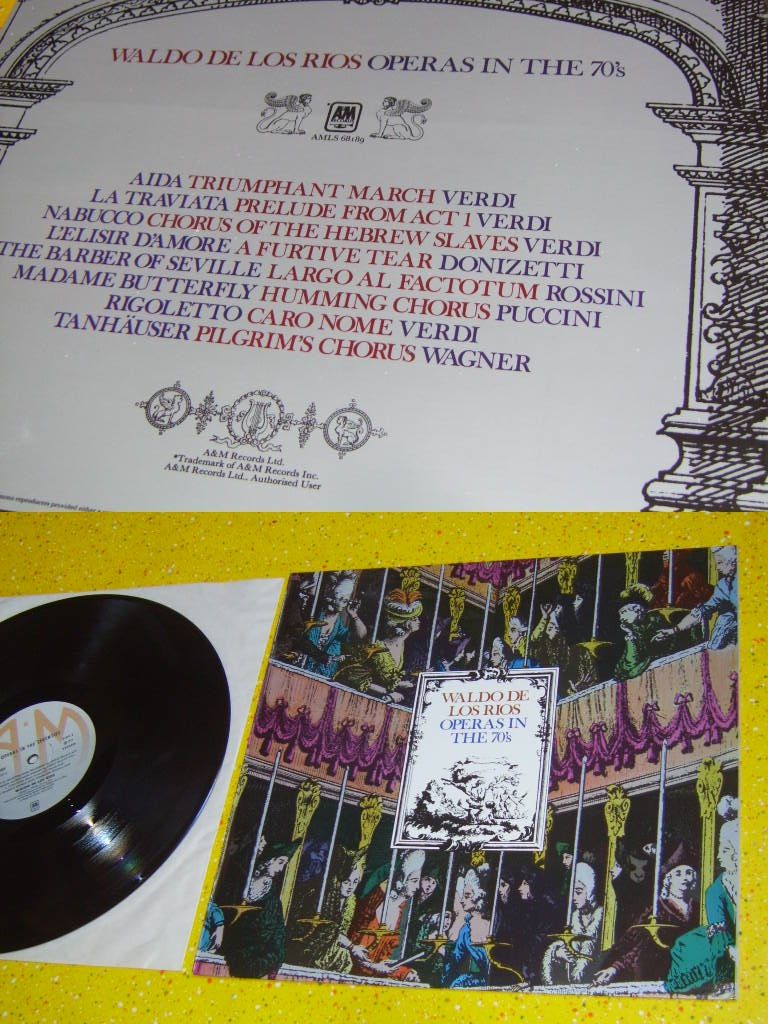 WALDO DE LOS RIOS OPERAS IN THE 70's
A&M
AMLS 68189
AIDA TRIUMPHANT MARCH VERDI
LA TRAVIATA PRELUDE FROM ACT 1 VERDI
NABUCCO CHORUS OF THE HEBREW SLAVES VERDI
L'ELISIR D'AMORE A FURTIVE TEAR DONIZETTI
THE BARBER OF SEVILLE LARGO AL FACTOTUM ROSSINI
MADAME BUTTERFLY HUMMING CHORUS PUCCINI
RIGOLETTO CARO NOME VERDI
TANHÄUSER PILGRIM'S CHORUS WAGNER
A&M Records Ltd.
*Trademark of A&M Records Inc.
A&M Records Ltd., Authorised User
WALDO DE
LOS RIOS
OPERAS IN
THE 70's
A&M